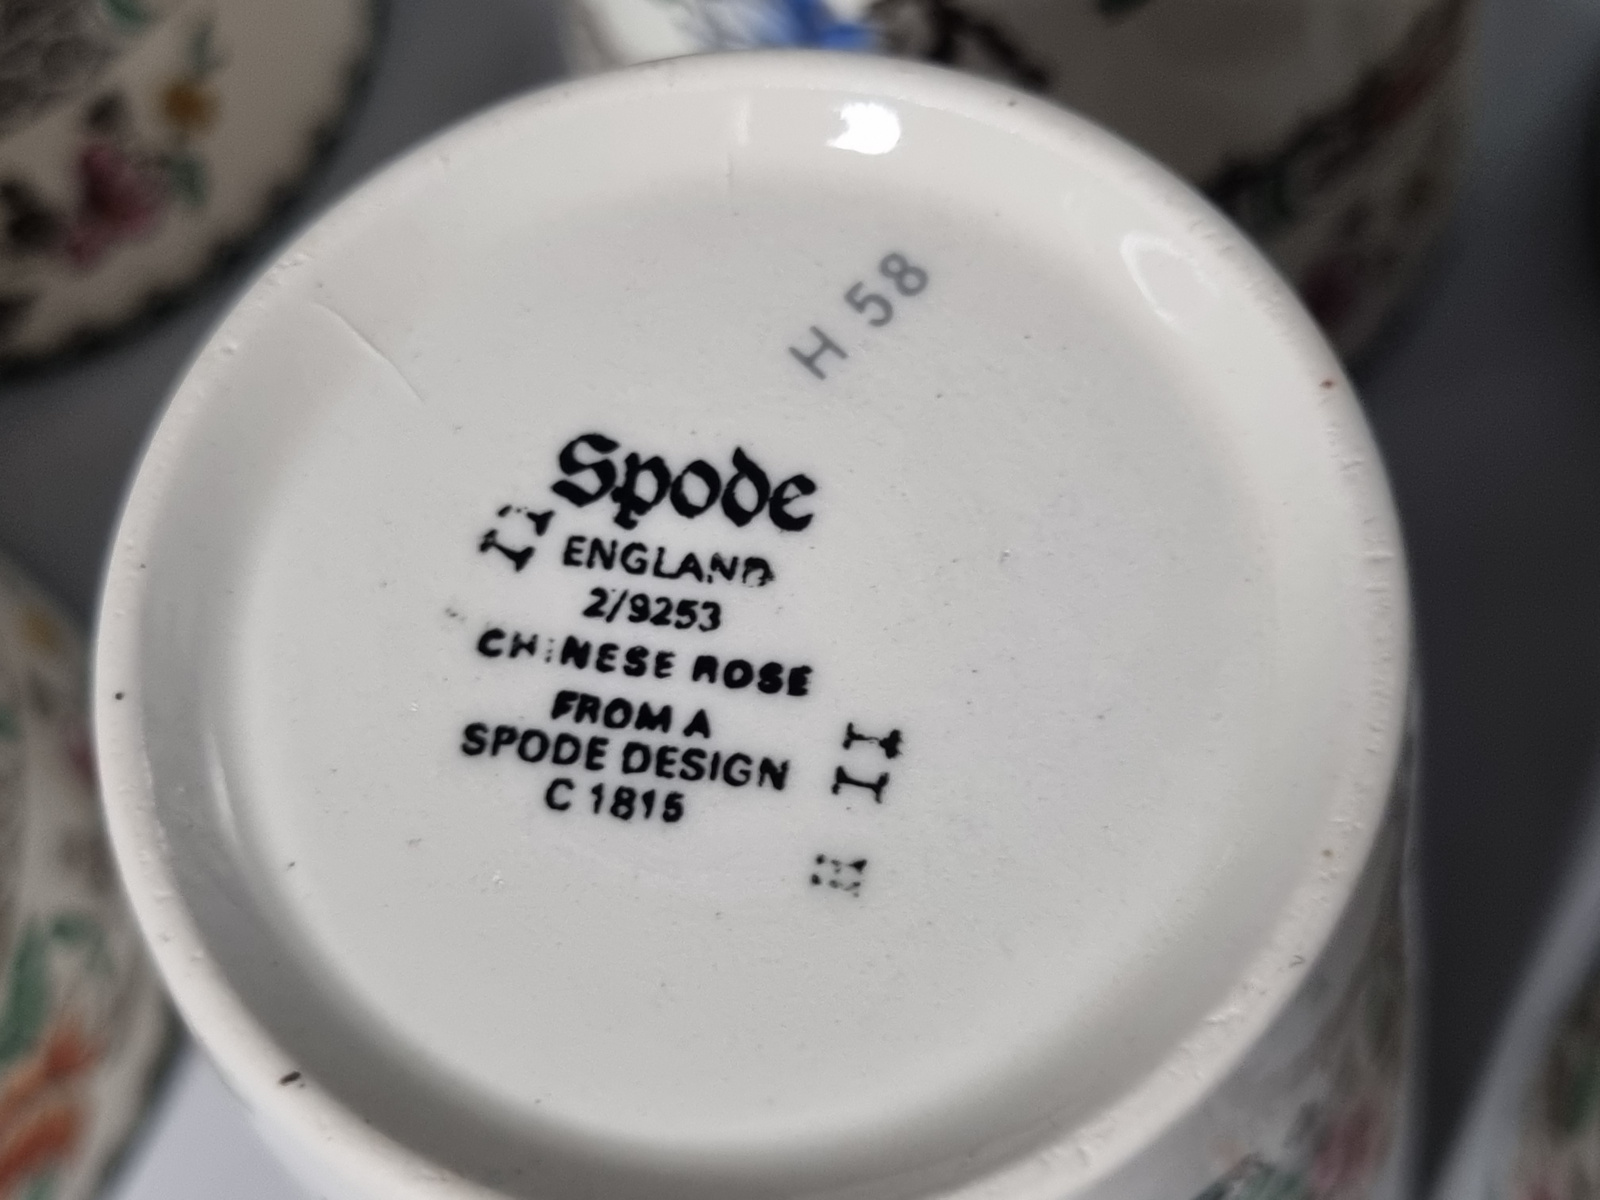 H 58
Spode
ENGLAND
2/9253
CHINESE ROSE
FROM A
SPODE DESIGN
C 1815